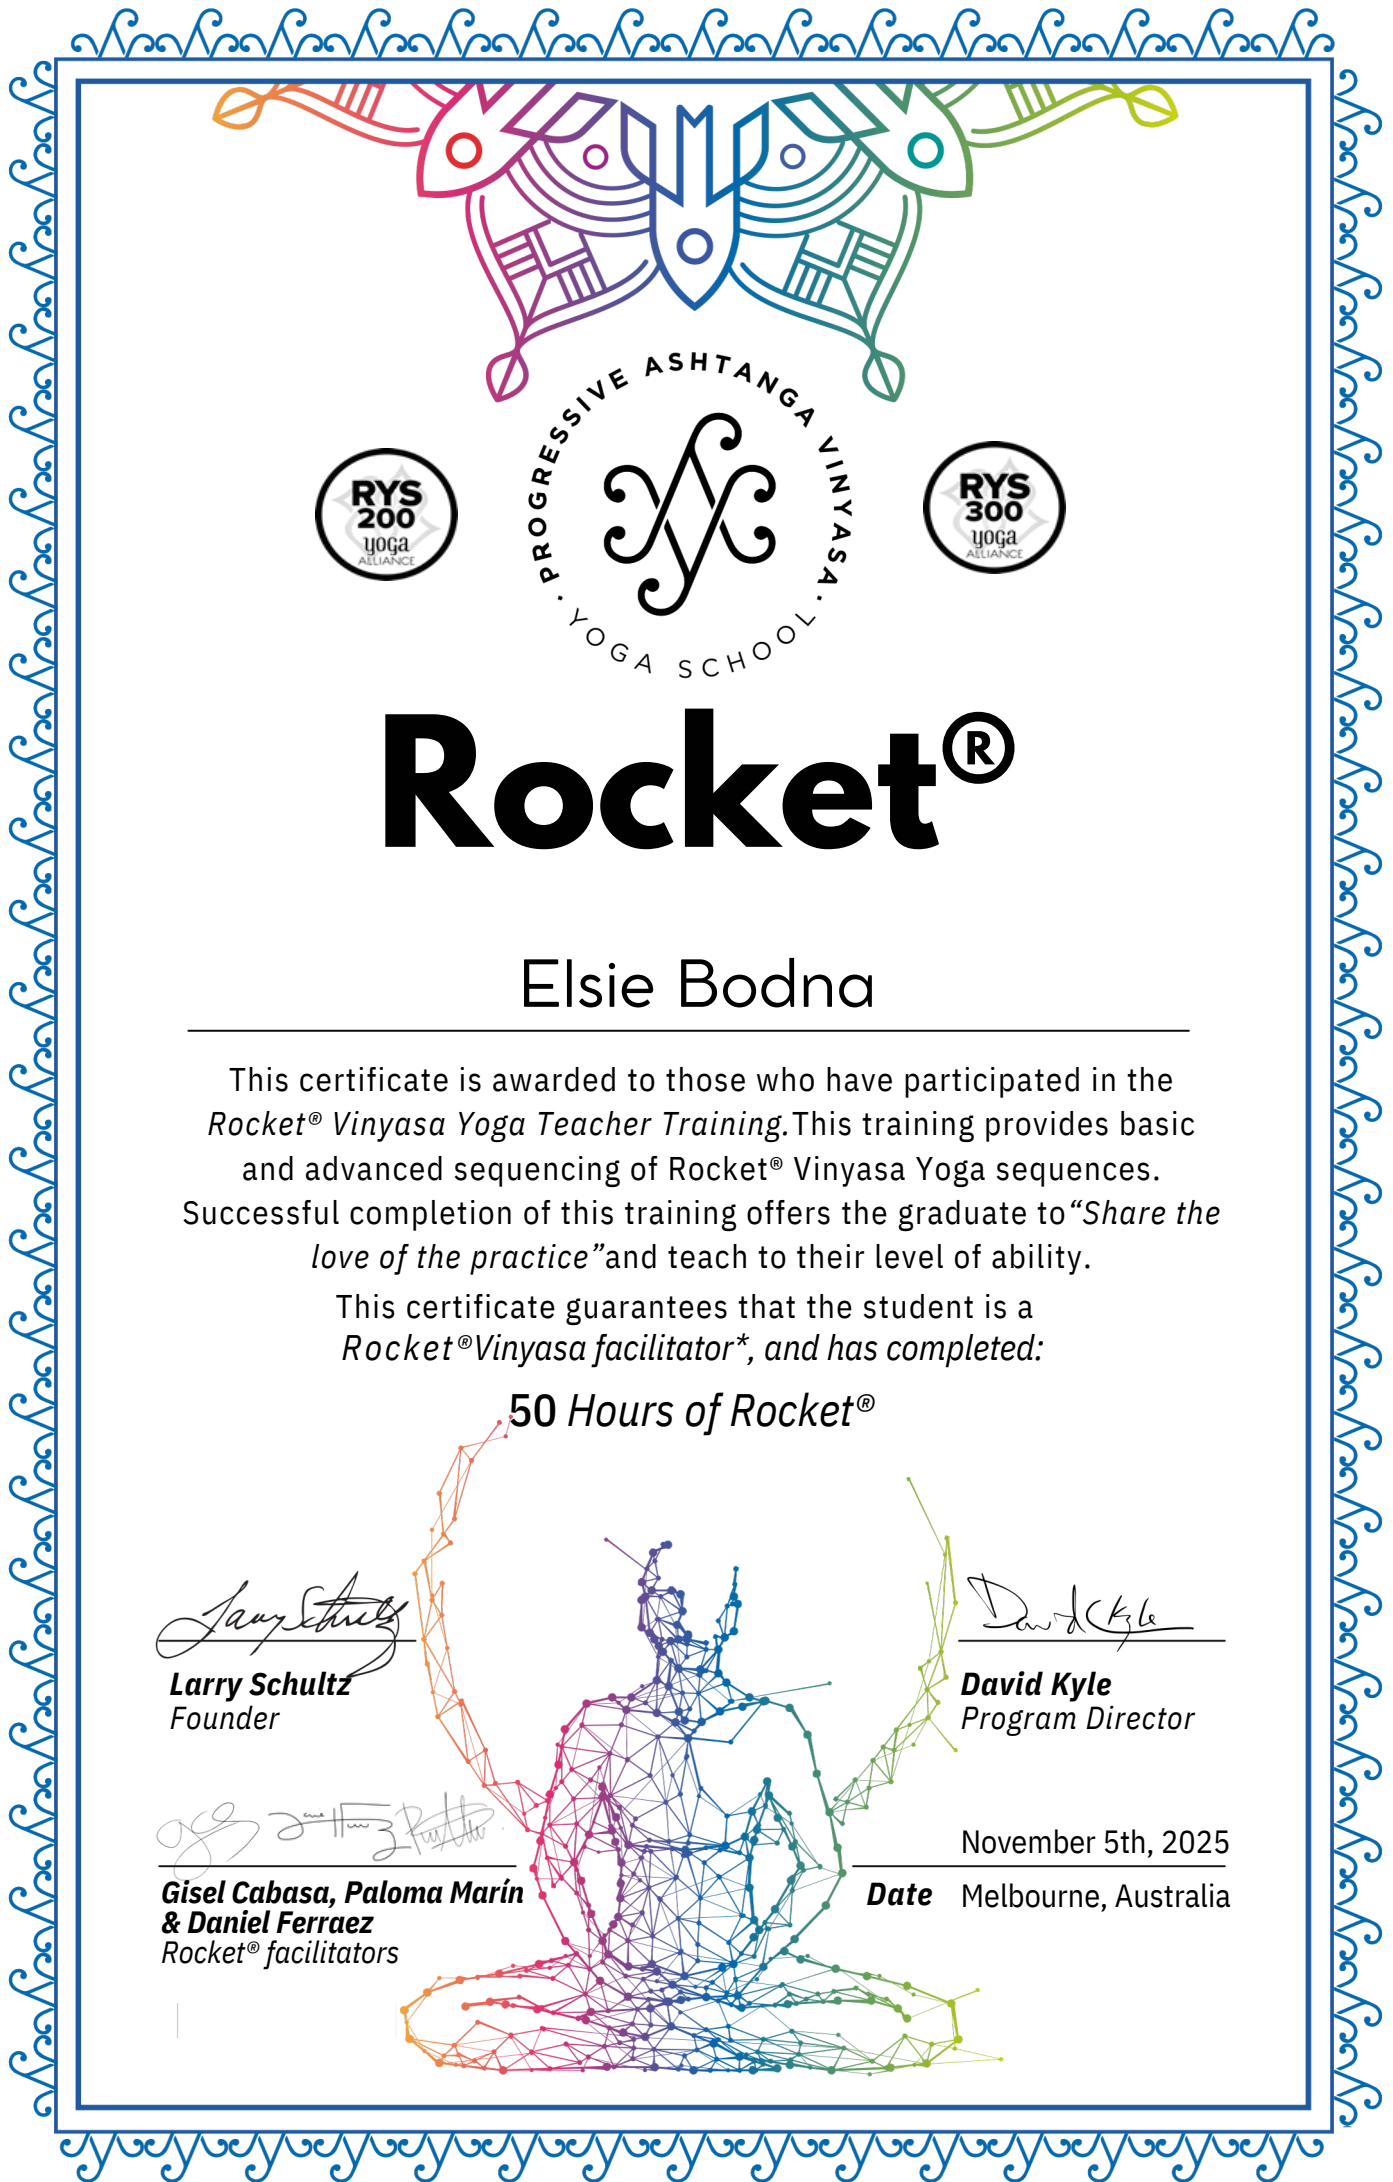 PROGRESSIVE ASHTANGA VINYASA
· YOGA SCHOOL ·
RYS
200
yoga
ALLIANCE
RYS
300
yoga
ALLIANCE
Rocket®
Elsie Bodna
This certificate is awarded to those who have participated in the
Rocket® Vinyasa Yoga Teacher Training.This training provides basic
and advanced sequencing of Rocket® Vinyasa Yoga sequences.
Successful completion of this training offers the graduate to“Share the
love of the practice”and teach to their level of ability.
This certificate guarantees that the student is a
Rocket®Vinyasa facilitator*, and has completed:
50 Hours of Rocket®
Larry Schultz
Larry Schultz
Founder
David Kyle
David Kyle
Program Director
Gisel Cabasa, Paloma Marín
& Daniel Ferraez
Rocket® facilitators
November 5th, 2025
Date Melbourne, Australia